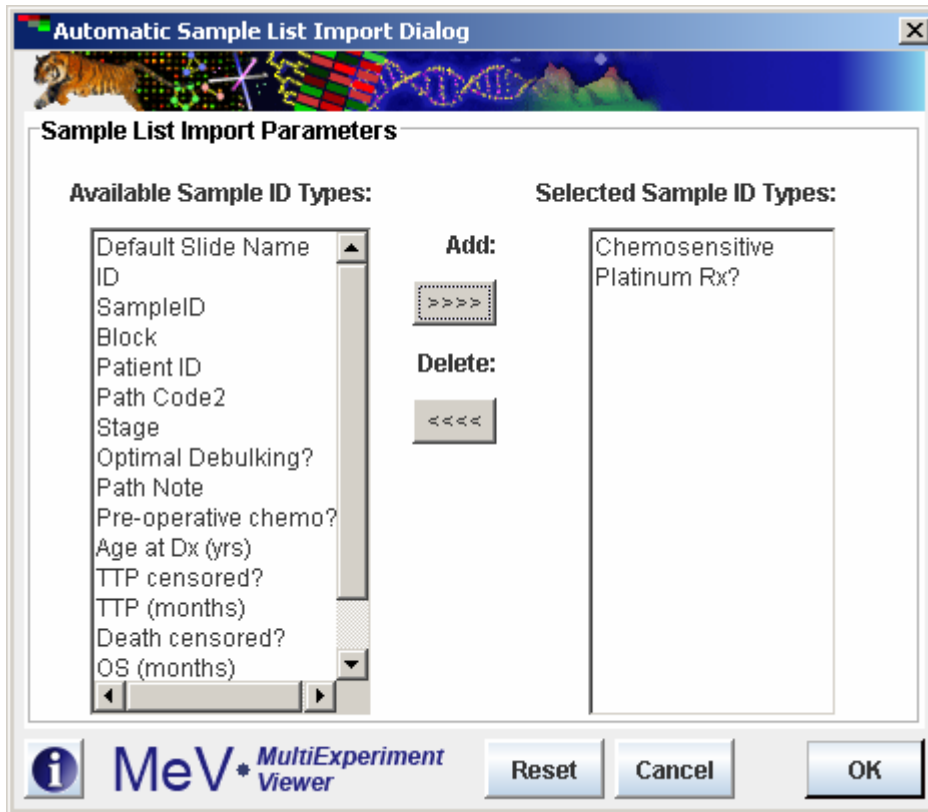 Automatic Sample List Import Dialog
Sample List Import Parameters
Available Sample ID Types:
Default Slide Name
ID
SampleID
Block
Patient ID
Path Code2
Stage
Optimal Debulking?
Path Note
Pre-operative chemo?
Age at Dx (yrs)
TTP censored?
TTP (months)
Death censored?
OS (months)
Add:
>>>>
Delete:
<<<<
Selected Sample ID Types:
Chemosensitive
Platinum Rx?
MeV MultiExperiment
Viewer
Reset
Cancel
OK